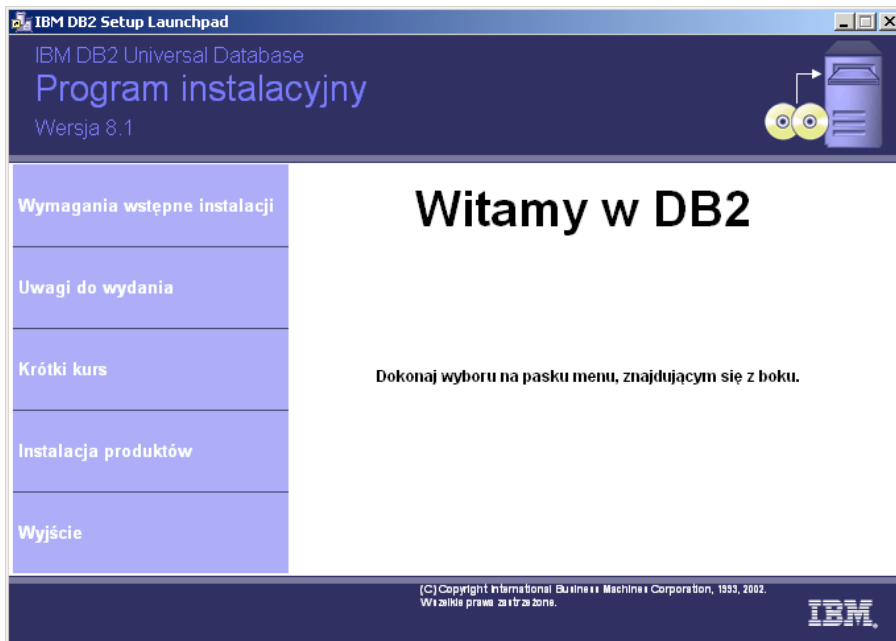 IBM DB2 Setup Launchpad
IBM DB2 Universal Database
Program instalacyjny
Wersja 8.1
Wymagania wstępne instalacji
Uwagi do wydania
Krótki kurs
Instalacja produktów
Wyjście
Witamy w DB2
Dokonaj wyboru na pasku menu, znajdującym się z boku.
(C) Copyright International Business Machines Corporation, 1993, 2002.
Wszelkie prawa zastrzeżone.
IBM.